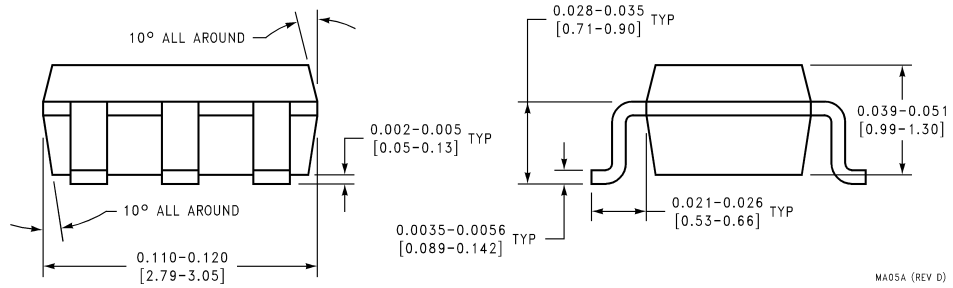 10° ALL AROUND
0.002-0.005 TYP
[0.05-0.13]
10° ALL AROUND
0.110-0.120
[2.79-3.05]
0.028-0.035 TYP
[0.71-0.90]
0.039-0.051
[0.99-1.30]
0.021-0.026 TYP
[0.53-0.66]
0.0035-0.0056 TYP
[0.089-0.142]
MA05A (REV D)